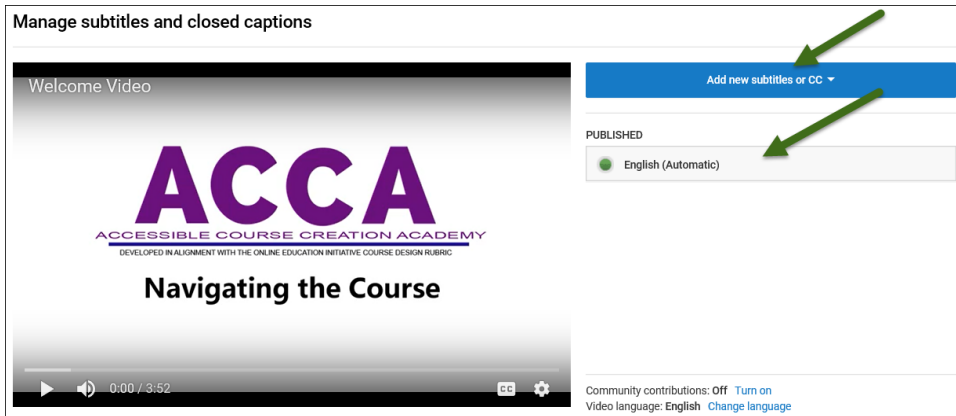 Manage subtitles and closed captions
Welcome Video
ACCA
ACCESSIBLE COURSE CREATION ACADEMY
DEVELOPED IN ALIGNMENT WITH THE ONLINE EDUCATION INITIATIVE COURSE DESIGN RUBRIC
Navigating the Course
0:00 / 3:52
CC
Add new subtitles or CC
PUBLISHED
English (Automatic)
Community contributions: Off Turn on
Video language: English Change language